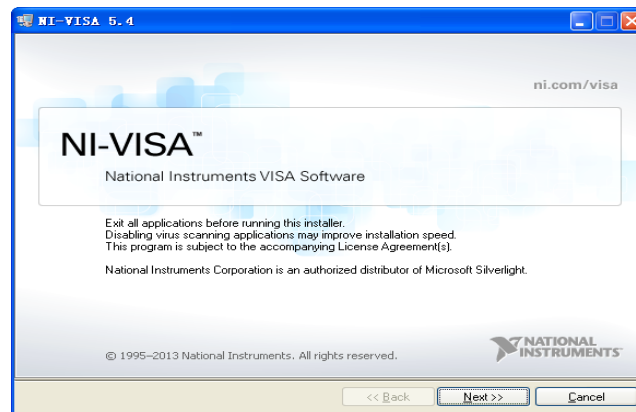 NI-VISA 5.4
ni.com/visa
NI-VISA™
National Instruments VISA Software
Exit all applications before running this installer.
Disabling virus scanning applications may improve installation speed.
This program is subject to the accompanying License Agreement(s).
National Instruments Corporation is an authorized distributor of Microsoft Silverlight.
© 1995–2013 National Instruments. All rights reserved.
NATIONAL
INSTRUMENTS™
<< Back Next >> Cancel